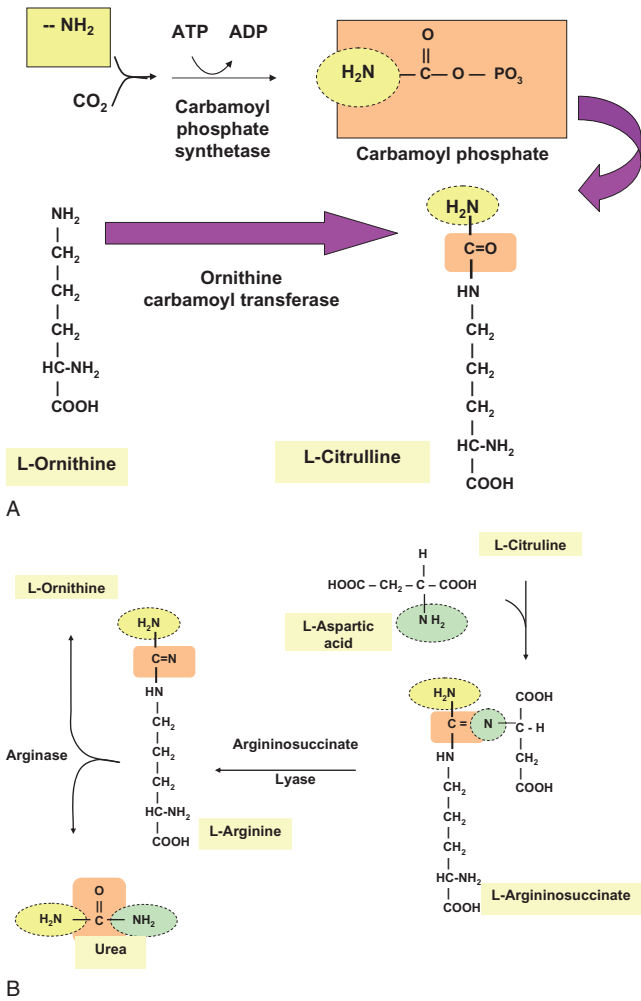 -- NH2
CO2
ATP ADP
Carbamoyl
phosphate
synthetase
O
||
H2N – C – O – PO3
Carbamoyl phosphate
NH2
|
CH2
|
CH2
|
CH2
|
HC-NH2
|
COOH
L-Ornithine
Ornithine
carbamoyl transferase
H2N
|
C=O
|
HN
|
CH2
|
CH2
|
CH2
|
HC-NH2
|
COOH
L-Citrulline
A
L-Ornithine
H2N
|
C=N
|
HN
|
CH2
|
CH2
|
CH2
|
HC-NH2
|
COOH
L-Arginine
Arginase
O
||
H2N – C – NH2
Urea
Argininosuccinate
Lyase
L-Citruline
H
|
HOOC – CH2 – C – COOH
|
NH2
L-Aspartic
acid
H2N
|
C = N
|
HN
|
CH2
|
CH2
|
CH2
|
HC-NH2
|
COOH
COOH
|
C - H
|
CH2
|
COOH
L-Argininosuccinate
B